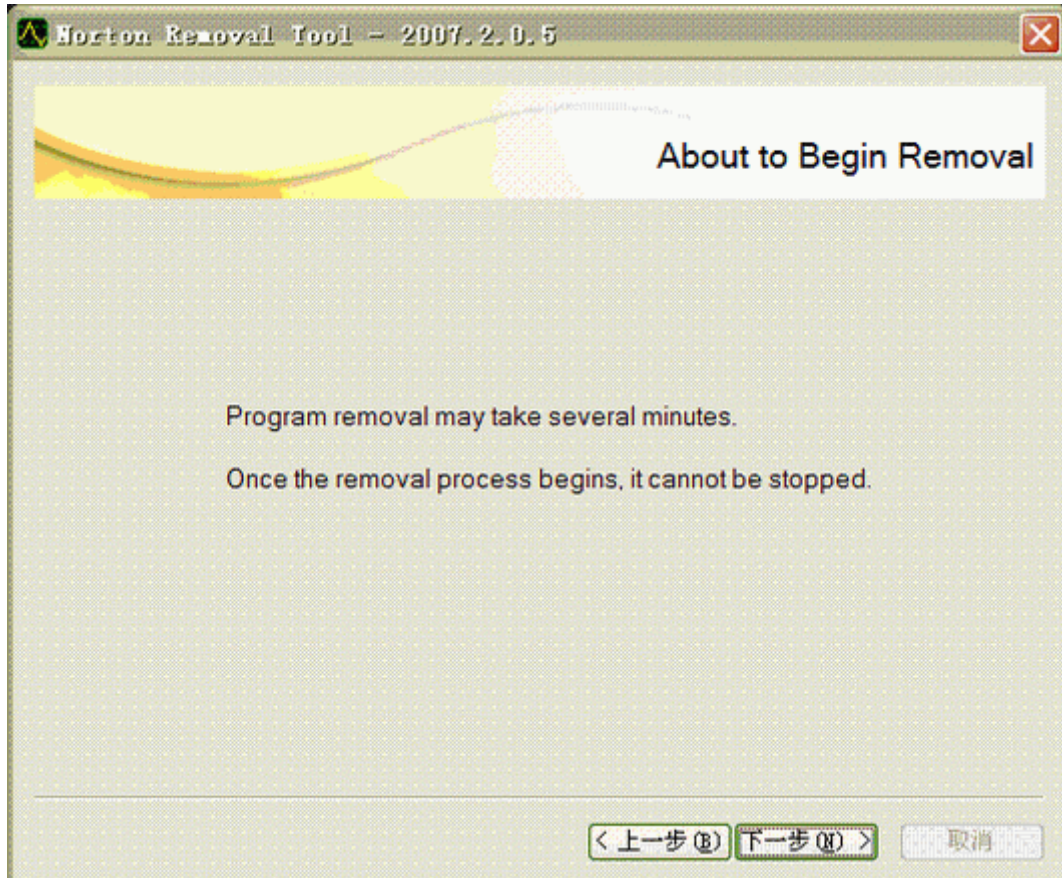 Norton Removal Tool - 2007.2.0.5
About to Begin Removal
Program removal may take several minutes.
Once the removal process begins, it cannot be stopped.
< 上一步(B) 下一步(N) > 取消